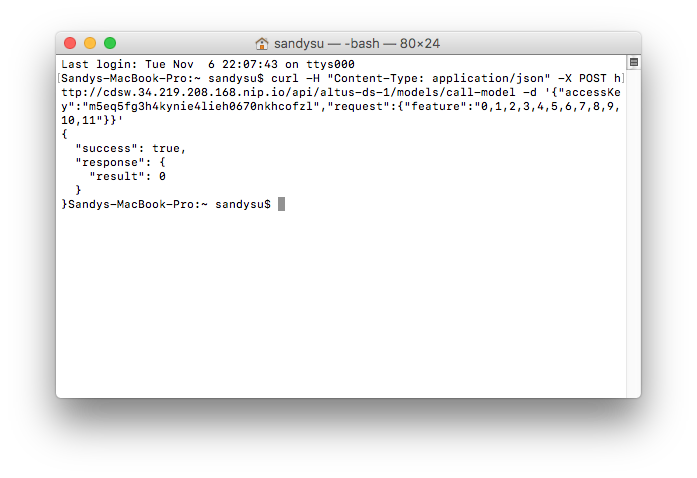 sandysu — -bash — 80×24
Last login: Tue Nov  6 22:07:43 on ttys000
[Sandys-MacBook-Pro:~ sandysu$ curl -H "Content-Type: application/json" -X POST h]
ttp://cdsw.34.219.208.168.nip.io/api/altus-ds-1/models/call-model -d '{"accessKe
y":"m5eq5fg3h4kynie4lieh0670nkhcofzl","request":{"feature":"0,1,2,3,4,5,6,7,8,9,
10,11"}}'
{
  "success": true,
  "response": {
    "result": 0
  }
}Sandys-MacBook-Pro:~ sandysu$